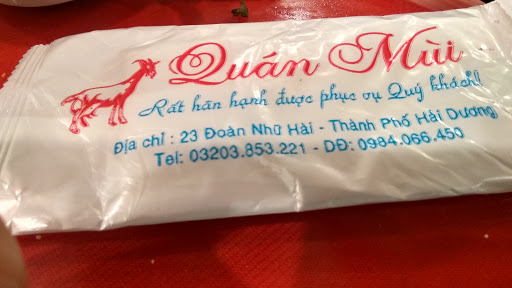 Quán Mùi
Rất hân hạnh được phục vụ Quý khách!
Địa chỉ : 23 Đoàn Nhữ Hài - Thành Phố Hải Dương
Tel: 03203.853.221 - DĐ: 0984.066.450